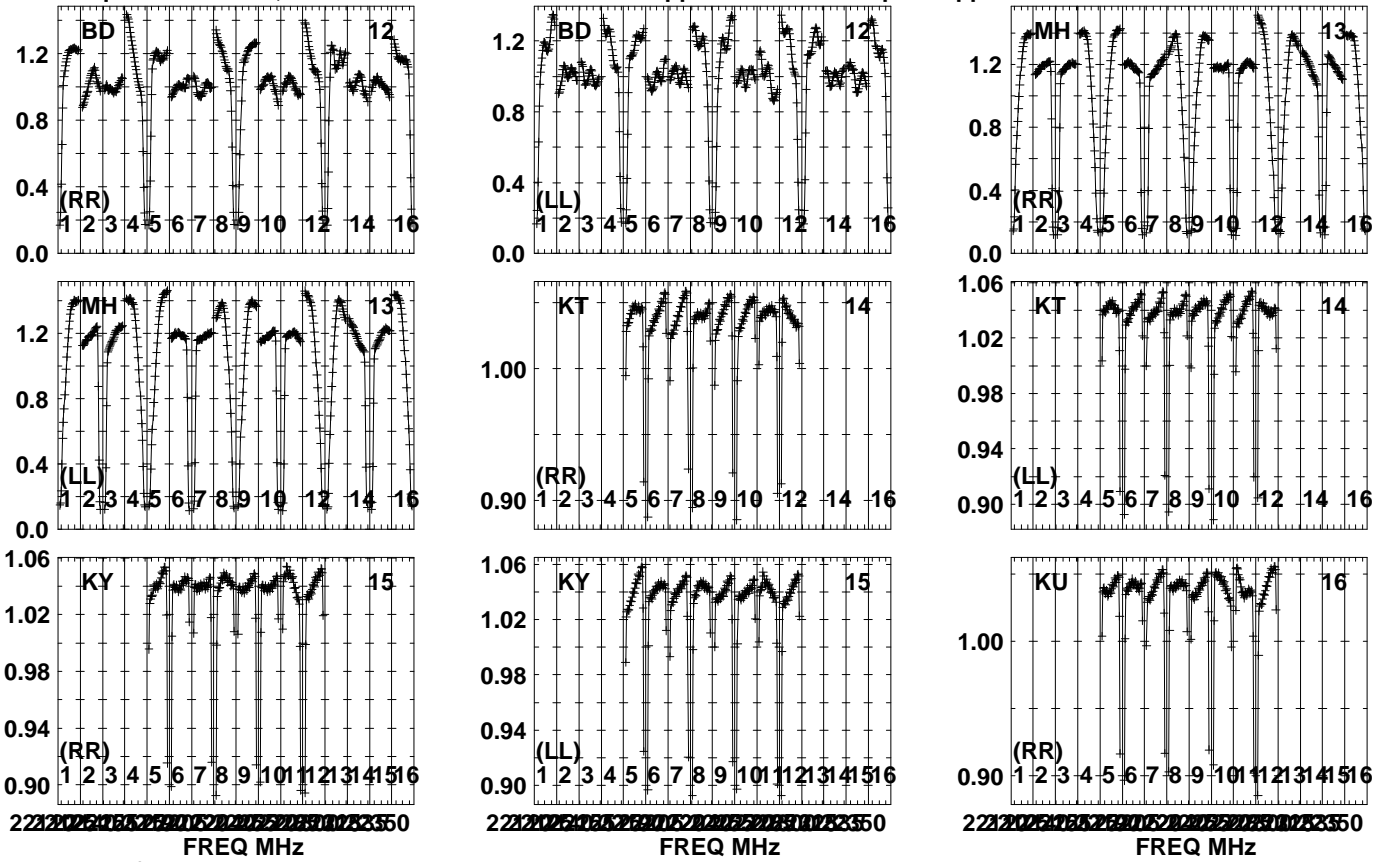 BD 12
1.2
0.8
0.4
0.0
(RR)
1 2 3 4 5 6 7 8 9 10 12 14 16
BD 12
1.2
0.8
0.4
0.0
(LL)
1 2 3 4 5 6 7 8 9 10 12 14 16
MH 13
1.2
0.8
0.4
0.0
(RR)
1 2 3 4 5 6 7 8 9 10 12 14 16
MH 13
1.2
0.8
0.4
0.0
(LL)
1 2 3 4 5 6 7 8 9 10 12 14 16
KT 14
1.00
0.90
(RR)
1 2 3 4 5 6 7 8 9 10 12 14 16
KT 14
1.06
1.02
0.98
0.94
0.90
(LL)
1 2 3 4 5 6 7 8 9 10 12 14 16
KY 15
1.06
1.02
0.98
0.94
0.90
(RR)
1 2 3 4 5 6 7 8 9 10 11 12 13 14 15 16
FREQ MHz
KY 15
1.06
1.02
0.98
0.94
0.90
(LL)
1 2 3 4 5 6 7 8 9 10 11 12 13 14 15 16
FREQ MHz
KU 16
1.00
0.90
(RR)
1 2 3 4 5 6 7 8 9 10 11 12 13 14 15 16
FREQ MHz